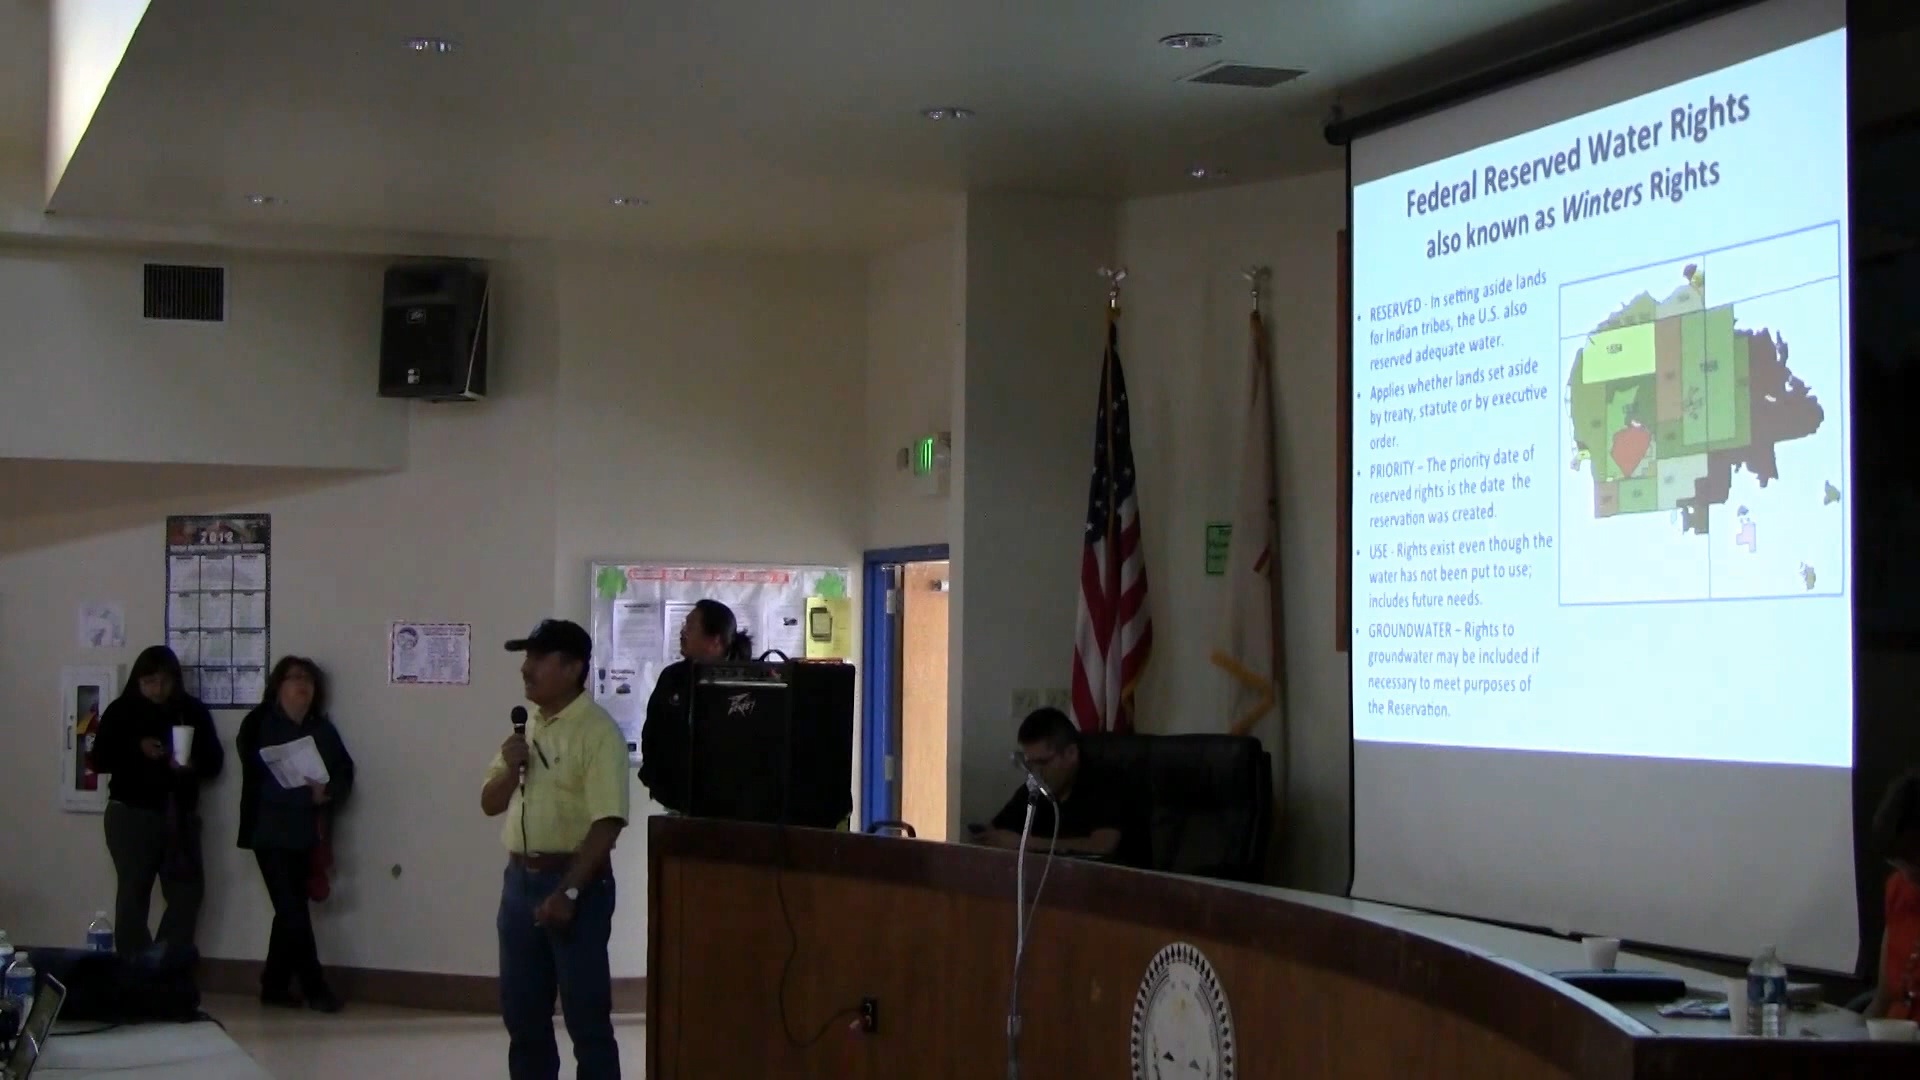 Federal Reserved Water Rights
also known as Winters Rights
• RESERVED - In setting aside lands
for Indian tribes, the U.S. also
reserved adequate water.
• Applies whether lands set aside
by treaty, statute or by executive
order.
• PRIORITY – The priority date of
reserved rights is the date the
reservation was created.
• USE - Rights exist even though the
water has not been put to use;
includes future needs.
• GROUNDWATER – Rights to
groundwater may be included if
necessary to meet purposes of
the Reservation.
2012
PEAVEY